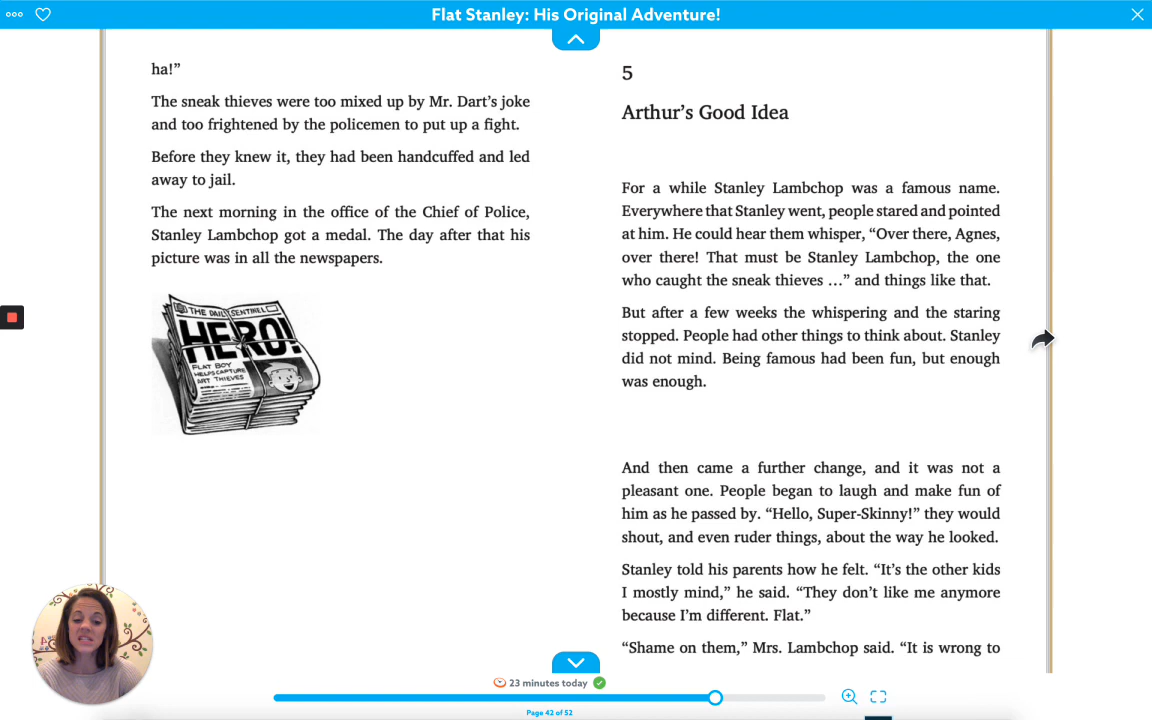 Flat Stanley: His Original Adventure!
ha!”
The sneak thieves were too mixed up by Mr. Dart’s joke
and too frightened by the policemen to put up a fight.
Before they knew it, they had been handcuffed and led
away to jail.
The next morning in the office of the Chief of Police,
Stanley Lambchop got a medal. The day after that his
picture was in all the newspapers.
THE DAILY SENTINEL
HERO!
FLAT BOY
HELPS CAPTURE
ART THIEVES
5
Arthur’s Good Idea
For a while Stanley Lambchop was a famous name.
Everywhere that Stanley went, people stared and pointed
at him. He could hear them whisper, “Over there, Agnes,
over there! That must be Stanley Lambchop, the one
who caught the sneak thieves …” and things like that.
But after a few weeks the whispering and the staring
stopped. People had other things to think about. Stanley
did not mind. Being famous had been fun, but enough
was enough.
And then came a further change, and it was not a
pleasant one. People began to laugh and make fun of
him as he passed by. “Hello, Super-Skinny!” they would
shout, and even ruder things, about the way he looked.
Stanley told his parents how he felt. “It’s the other kids
I mostly mind,” he said. “They don’t like me anymore
because I’m different. Flat.”
“Shame on them,” Mrs. Lambchop said. “It is wrong to
23 minutes today
Page 42 of 52